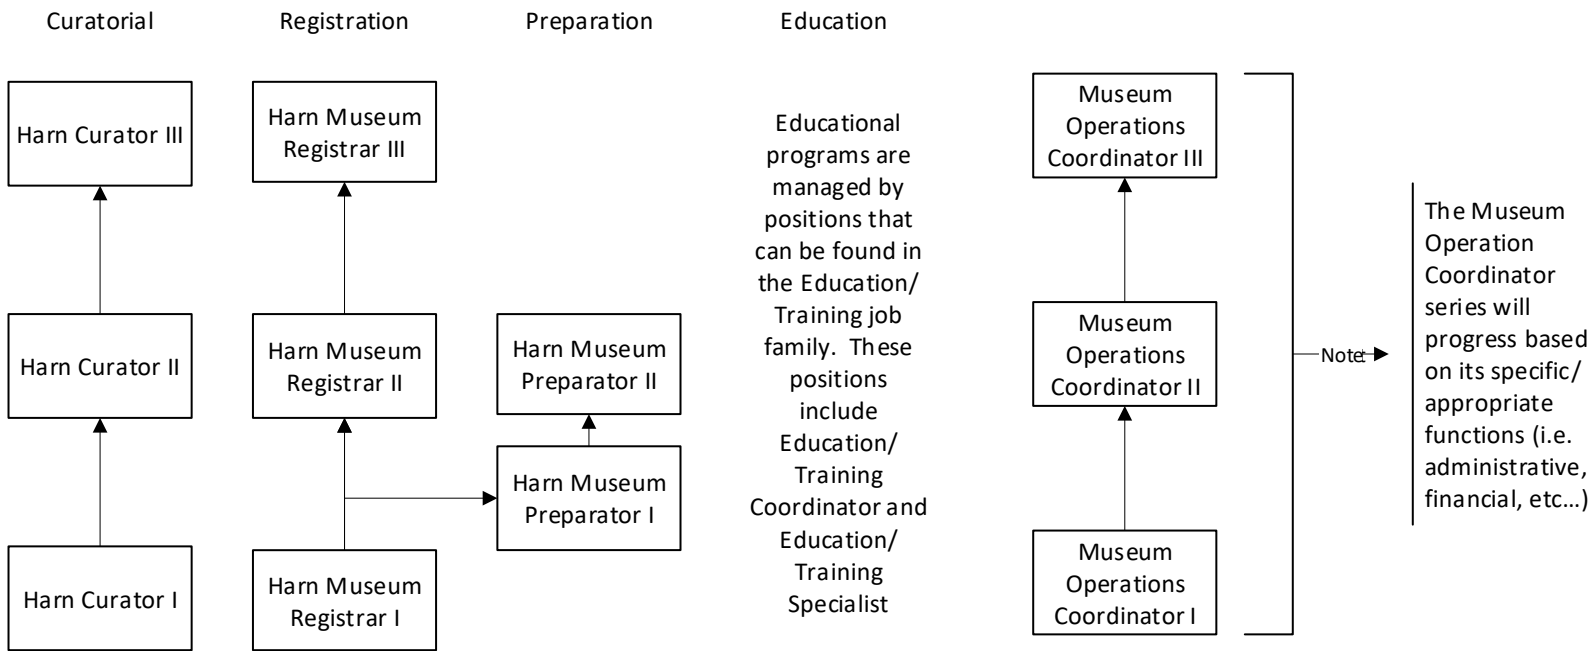 Curatorial
Registration
Preparation
Education
Harn Curator III
Harn Curator II
Harn Curator I
Harn Museum
Registrar III
Harn Museum
Registrar II
Harn Museum
Registrar I
Harn Museum
Preparator II
Harn Museum
Preparator I
Educational
programs are
managed by
positions that
can be found in
the Education/
Training job
family.  These
positions
include
Education/
Training
Coordinator and
Education/
Training
Specialist
Museum
Operations
Coordinator III
Museum
Operations
Coordinator II
Museum
Operations
Coordinator I
Note:
The Museum
Operation
Coordinator
series will
progress based
on its specific/
appropriate
functions (i.e.
administrative,
financial, etc…)